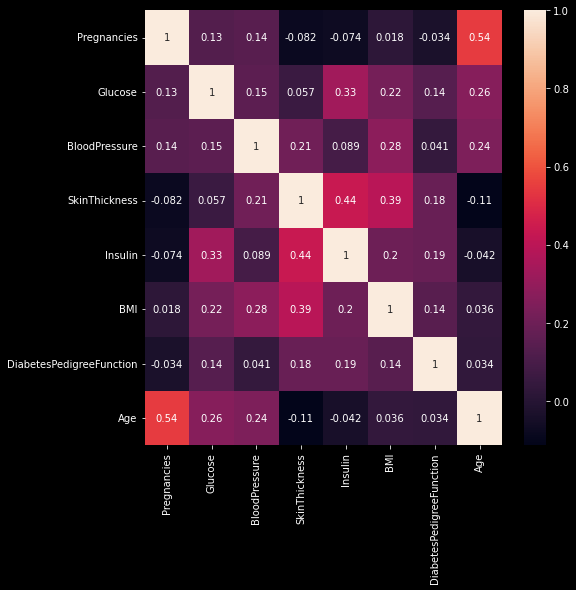 Pregnancies 1 0.13 0.14 -0.082 -0.074 0.018 -0.034 0.54
Glucose 0.13 1 0.15 0.057 0.33 0.22 0.14 0.26
BloodPressure 0.14 0.15 1 0.21 0.089 0.28 0.041 0.24
SkinThickness -0.082 0.057 0.21 1 0.44 0.39 0.18 -0.11
Insulin -0.074 0.33 0.089 0.44 1 0.2 0.19 -0.042
BMI 0.018 0.22 0.28 0.39 0.2 1 0.14 0.036
DiabetesPedigreeFunction -0.034 0.14 0.041 0.18 0.19 0.14 1 0.034
Age 0.54 0.26 0.24 -0.11 -0.042 0.036 0.034 1
Pregnancies
Glucose
BloodPressure
SkinThickness
Insulin
BMI
DiabetesPedigreeFunction
Age
1.0
0.8
0.6
0.4
0.2
0.0